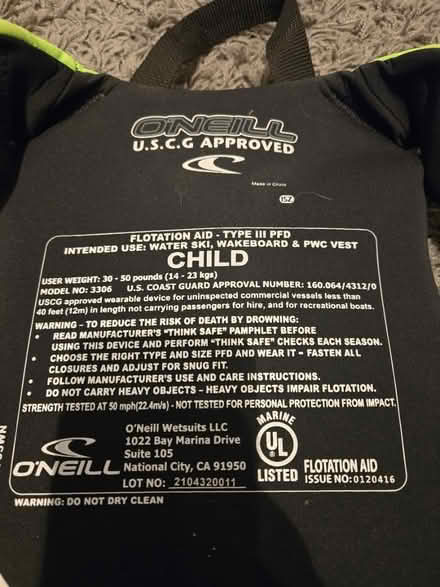 O'NEILL
U.S.C.G APPROVED
Made in China
FLOTATION AID - TYPE III PFD
INTENDED USE: WATER SKI, WAKEBOARD & PWC VEST
CHILD
USER WEIGHT: 30 - 50 pounds (14 - 23 kgs)
MODEL NO: 3306 U.S. COAST GUARD APPROVAL NUMBER: 160.064/4312/0
USCG approved wearable device for uninspected commercial vessels less than
40 feet (12m) in length not carrying passengers for hire, and for recreational boats.
WARNING – TO REDUCE THE RISK OF DEATH BY DROWNING:
• READ MANUFACTURER'S "THINK SAFE" PAMPHLET BEFORE
USING THIS DEVICE AND PERFORM "THINK SAFE" CHECKS EACH SEASON.
• CHOOSE THE RIGHT TYPE AND SIZE PFD AND WEAR IT – FASTEN ALL
CLOSURES AND ADJUST FOR SNUG FIT.
• FOLLOW MANUFACTURER'S USE AND CARE INSTRUCTIONS.
• DO NOT CARRY HEAVY OBJECTS – HEAVY OBJECTS IMPAIR FLOTATION.
STRENGTH TESTED AT 50 mph(22.4m/s) - NOT TESTED FOR PERSONAL PROTECTION FROM IMPACT.
O'NEILL
O'Neill Wetsuits LLC
1022 Bay Marina Drive
Suite 105
National City, CA 91950
LOT NO: 2104320011
MARINE
UL
LISTED
FLOTATION AID
ISSUE NO:0120416
WARNING: DO NOT DRY CLEAN